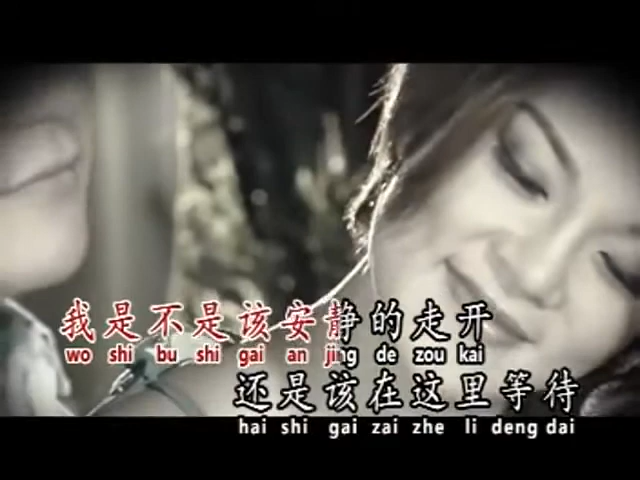 我是不是该安静的走开
wo shi bu shi gai an jing de zou kai
还是该在这里等待
hai shi gai zai zhe li deng dai